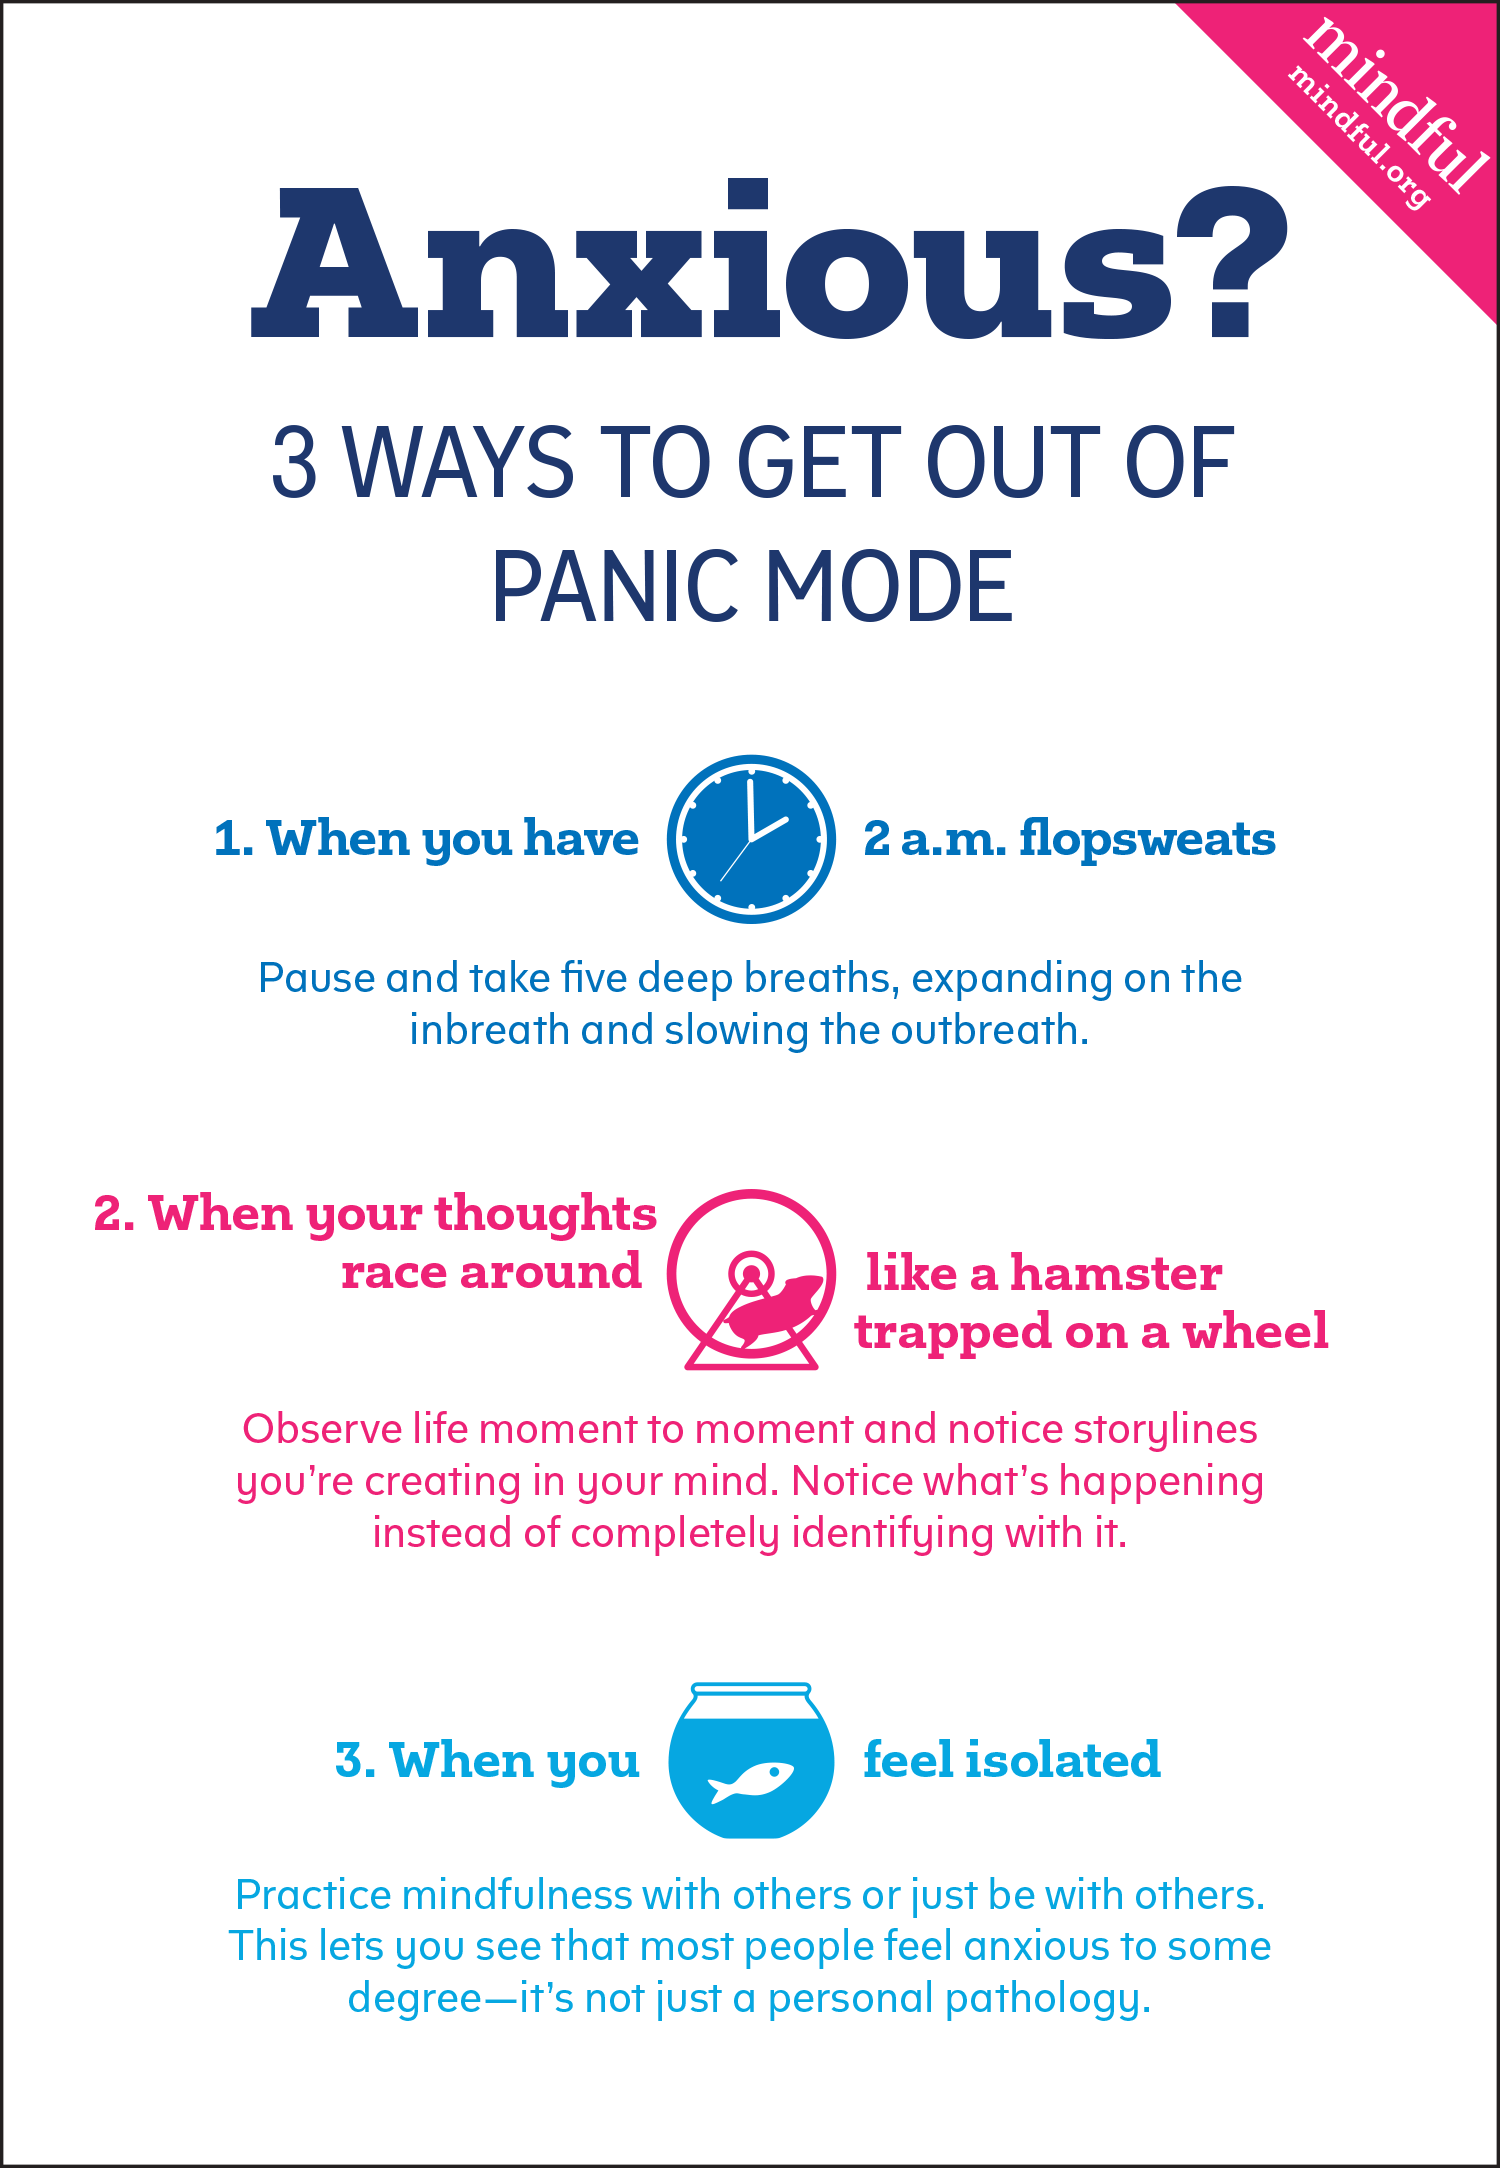 mindful
mindful.org
Anxious?
3 WAYS TO GET OUT OF
PANIC MODE
1. When you have 2 a.m. flopsweats
Pause and take five deep breaths, expanding on the
inbreath and slowing the outbreath.
2. When your thoughts
race around
like a hamster
trapped on a wheel
Observe life moment to moment and notice storylines
you’re creating in your mind. Notice what’s happening
instead of completely identifying with it.
3. When you feel isolated
Practice mindfulness with others or just be with others.
This lets you see that most people feel anxious to some
degree—it’s not just a personal pathology.